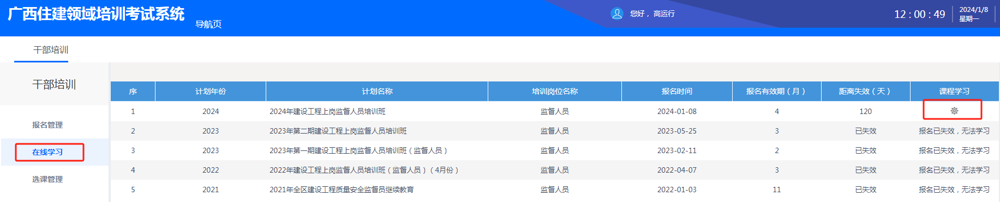 广西住建领域培训考试系统
导航页
您好，高运行
12 : 00 : 49
2024/1/8
星期一
干部培训
干部培训
报名管理
在线学习
选课管理
序 计划年份 计划名称 培训岗位名称 报名时间 报名有效期（月） 距离失效（天） 课程学习
1 2024 2024年建设工程上岗监督人员培训班 监督人员 2024-01-08 4 120
2 2023 2023年第二期建设工程上岗监督人员培训班 监督人员 2023-05-25 3 已失效 报名已失效，无法学习
3 2023 2023年第一期建设工程上岗监督人员培训班（监督人员） 监督人员 2023-02-11 2 已失效 报名已失效，无法学习
4 2022 2022年建设工程上岗监督人员培训班（监督人员）（4月份） 监督人员 2022-04-07 3 已失效 报名已失效，无法学习
5 2021 2021年全区建设工程质量安全监督员继续教育 监督人员 2022-01-03 11 已失效 报名已失效，无法学习